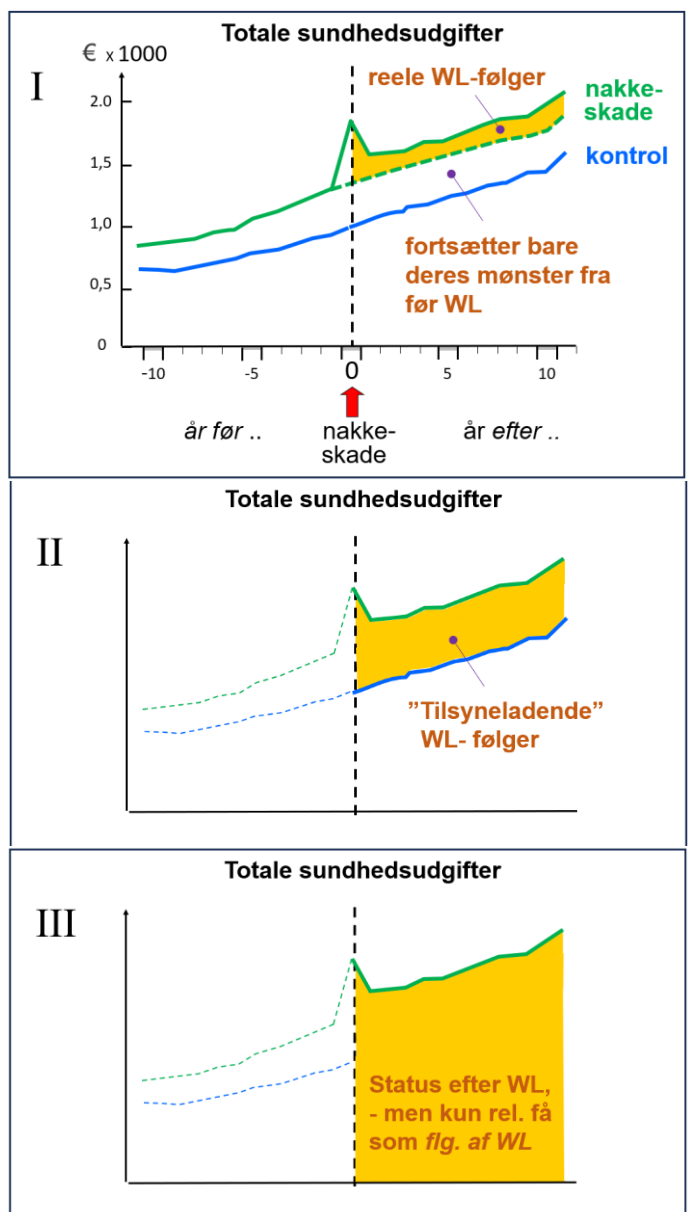 Totale sundhedsudgifter
€ x 1000
I
reele WL-følger
nakke-
skade
kontrol
2.0
1,5
1,0
0,5
0
fortsætter bare
deres mønster fra
før WL
-10
-5
0
5
10
år før ..
nakke-
skade
år efter ..
Totale sundhedsudgifter
II
”Tilsyneladende”
WL- følger
Totale sundhedsudgifter
III
Status efter WL,
- men kun rel. få
som flg. af WL